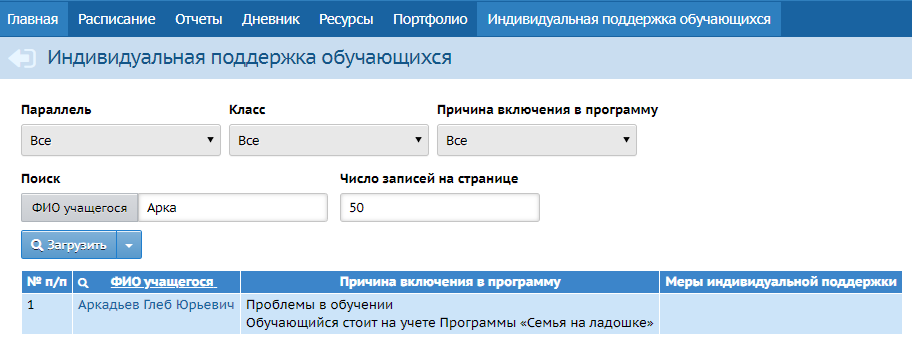 Главная Расписание Отчеты Дневник Ресурсы Портфолио Индивидуальная поддержка обучающихся
Индивидуальная поддержка обучающихся
Параллель Класс Причина включения в программу
Все Все Все
Поиск Число записей на странице
ФИО учащегося Арка 50
Загрузить
№ п/п ФИО учащегося Причина включения в программу Меры индивидуальной поддержки
1 Аркадьев Глеб Юрьевич Проблемы в обучении
Обучающийся стоит на учете Программы «Семья на ладошке»